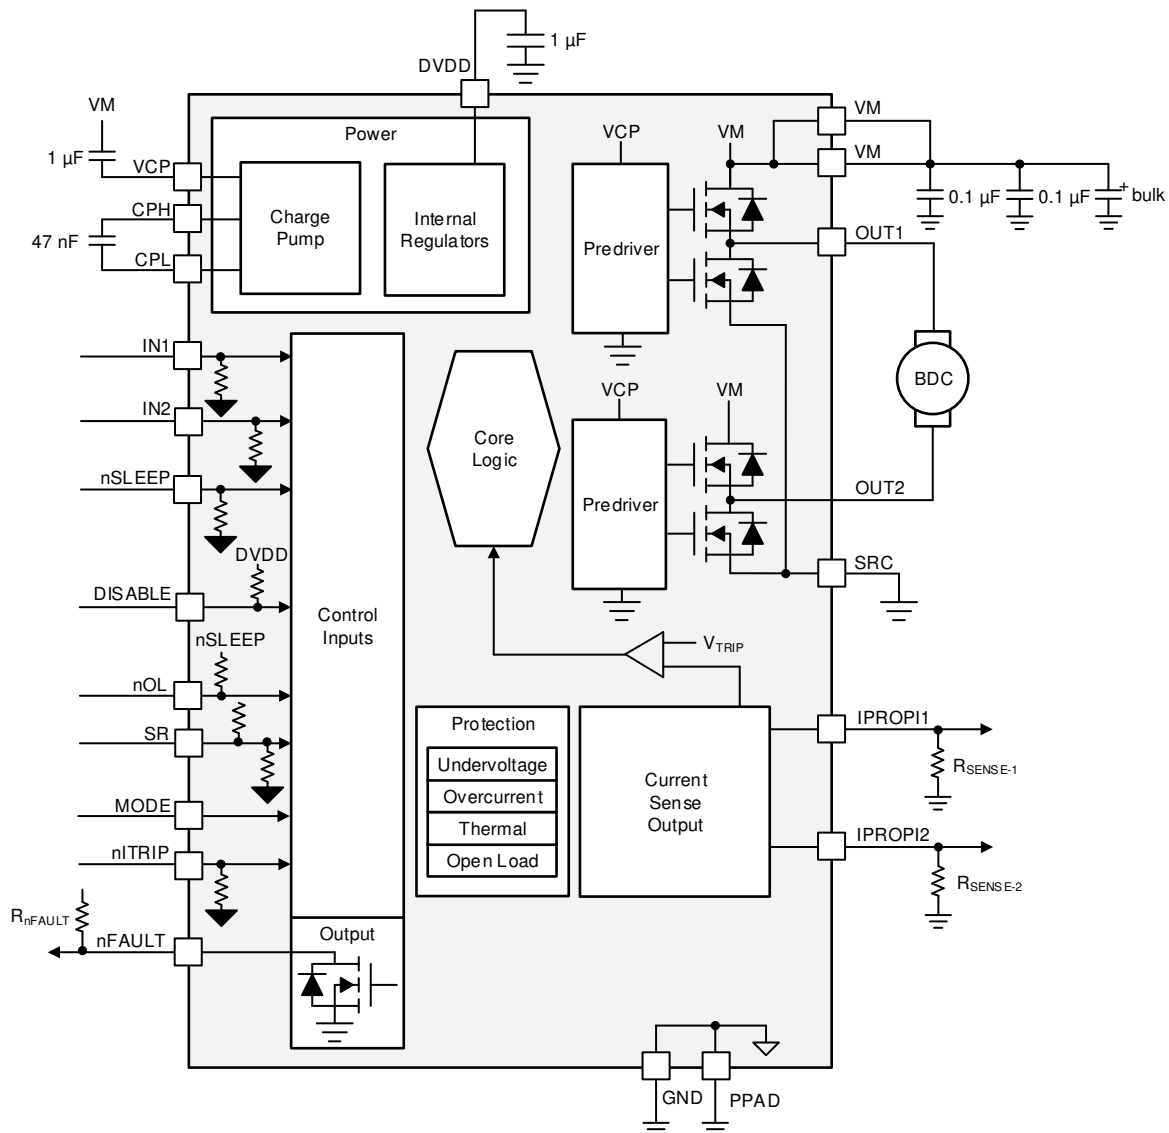 1 µF
DVDD
VM
1 µF
VCP
CPH
47 nF
CPL
Power
Charge
Pump
Internal
Regulators
VCP
VM
Predriver
VM
VM
0.1 µF
0.1 µF
+
bulk
OUT1
BDC
IN1
IN2
nSLEEP
DVDD
DISABLE
nSLEEP
nOL
SR
MODE
nITRIP
RnFAULT
nFAULT
Control
Inputs
Output
Core
Logic
VCP
VM
Predriver
OUT2
SRC
VTRIP
Protection
Undervoltage
Overcurrent
Thermal
Open Load
Current
Sense
Output
IPROPI1
RSENSE-1
IPROPI2
RSENSE-2
GND
PPAD